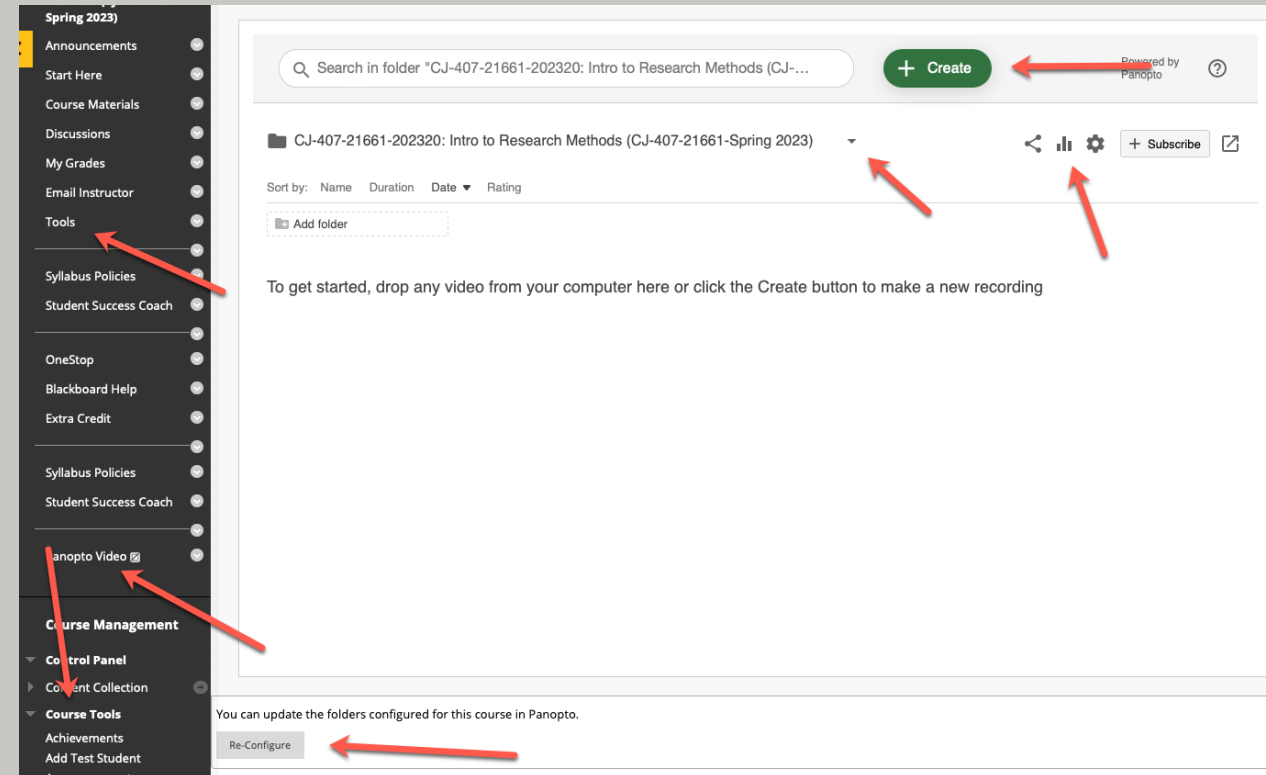 Spring 2023)
Announcements
Start Here
Course Materials
Discussions
My Grades
Email Instructor
Tools
Syllabus Policies
Student Success Coach
OneStop
Blackboard Help
Extra Credit
Syllabus Policies
Student Success Coach
Panopto Video
Course Management
Control Panel
Content Collection
Course Tools
Achievements
Add Test Student
Search in folder "CJ-407-21661-202320: Intro to Research Methods (CJ-...
+ Create
Powered by
Panopto
?
CJ-407-21661-202320: Intro to Research Methods (CJ-407-21661-Spring 2023)
+ Subscribe
Sort by: Name Duration Date ▼ Rating
Add folder
To get started, drop any video from your computer here or click the Create button to make a new recording
You can update the folders configured for this course in Panopto.
Re-Configure